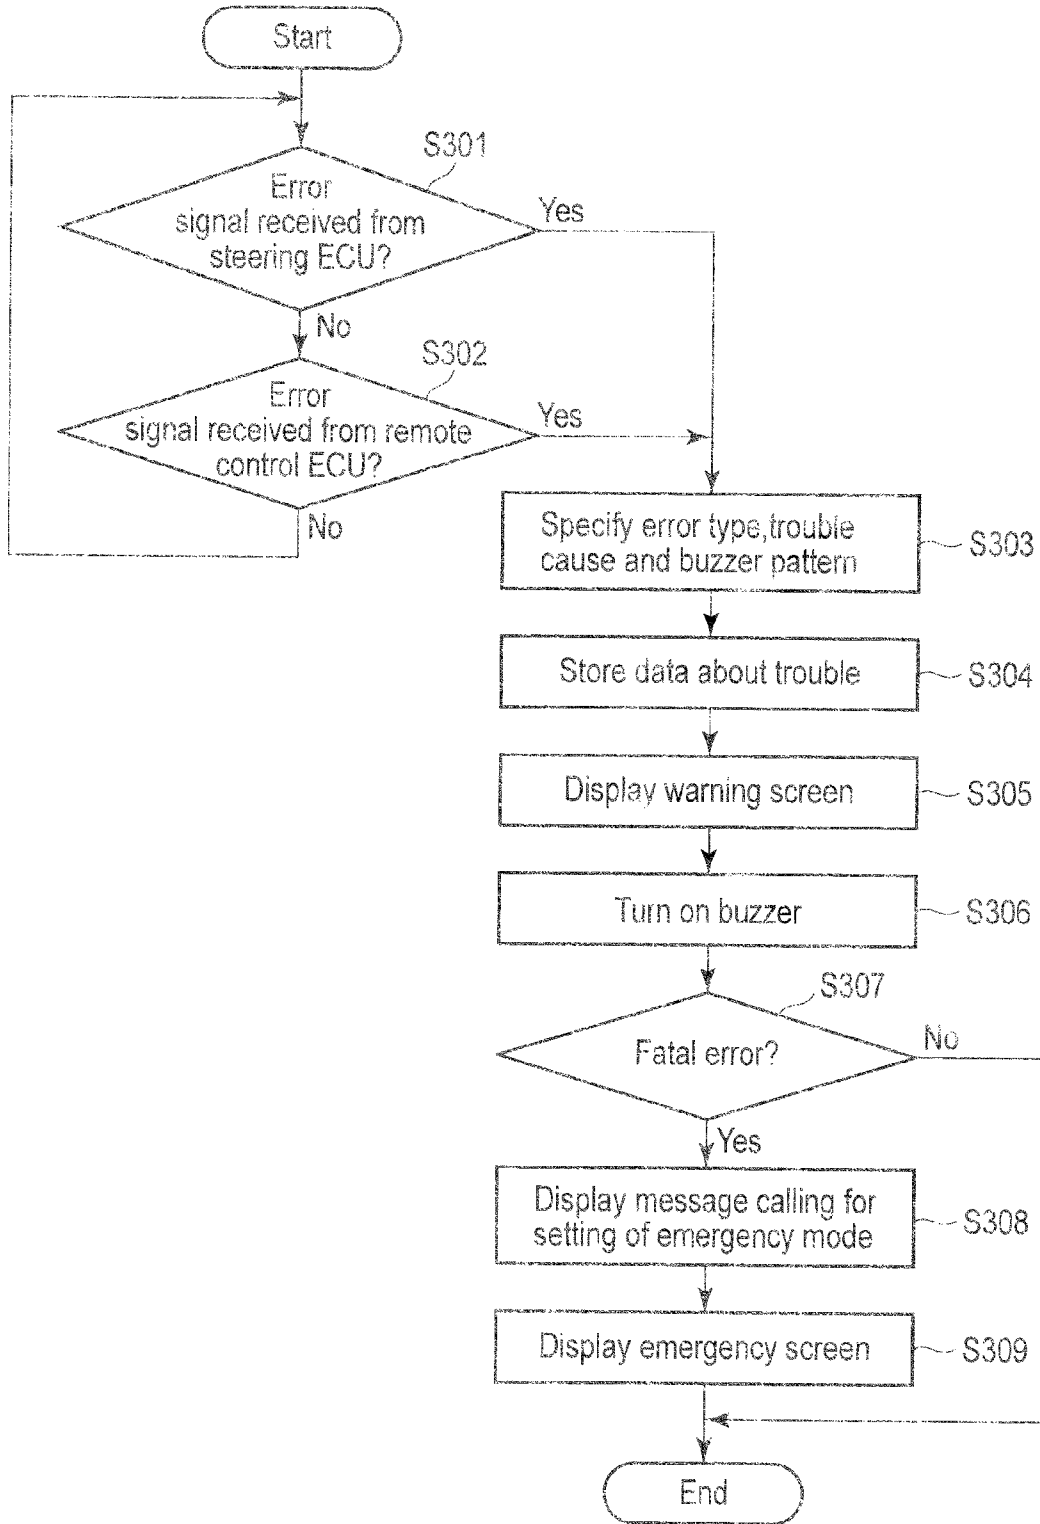 Start
S301
Error
signal received from
steering ECU?
Yes
No
S302
Error
signal received from remote
control ECU?
Yes
No
Specify error type,trouble
cause and buzzer pattern
S303
Store data about trouble
S304
Display warning screen
S305
Turn on buzzer
S306
S307
Fatal error?
No
Yes
Display message calling for
setting of emergency mode
S308
Display emergency screen
S309
End